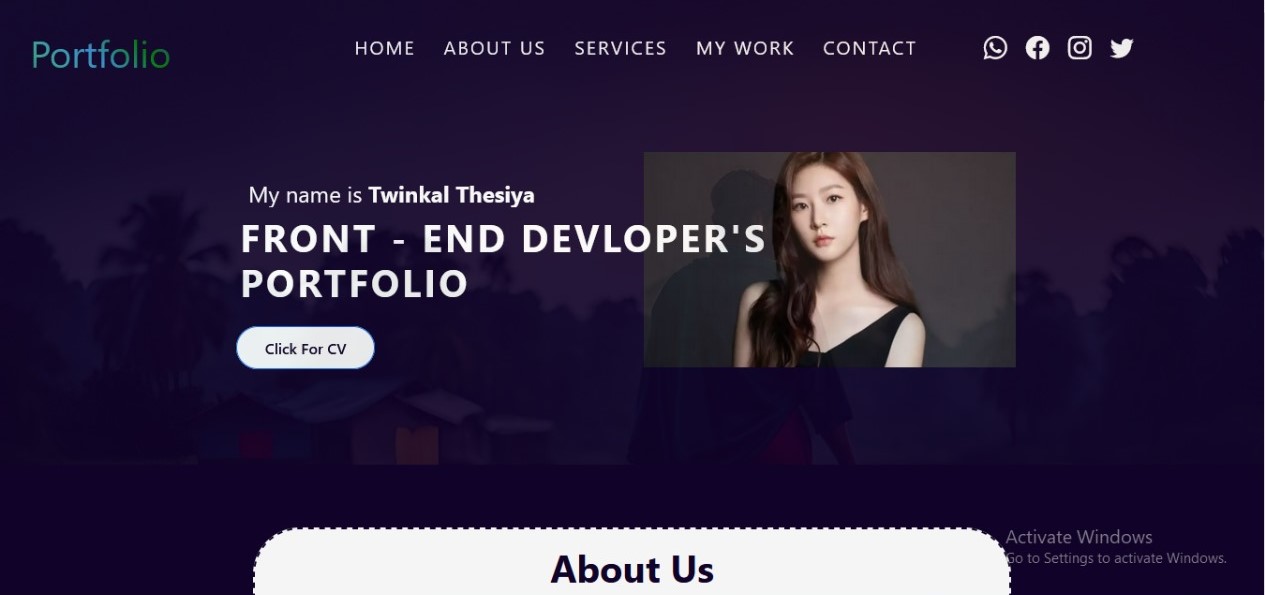 Portfolio
HOME ABOUT US SERVICES MY WORK CONTACT
My name is Twinkal Thesiya
FRONT - END DEVLOPER'S
PORTFOLIO
Click For CV
About Us
Activate Windows
Go to Settings to activate Windows.